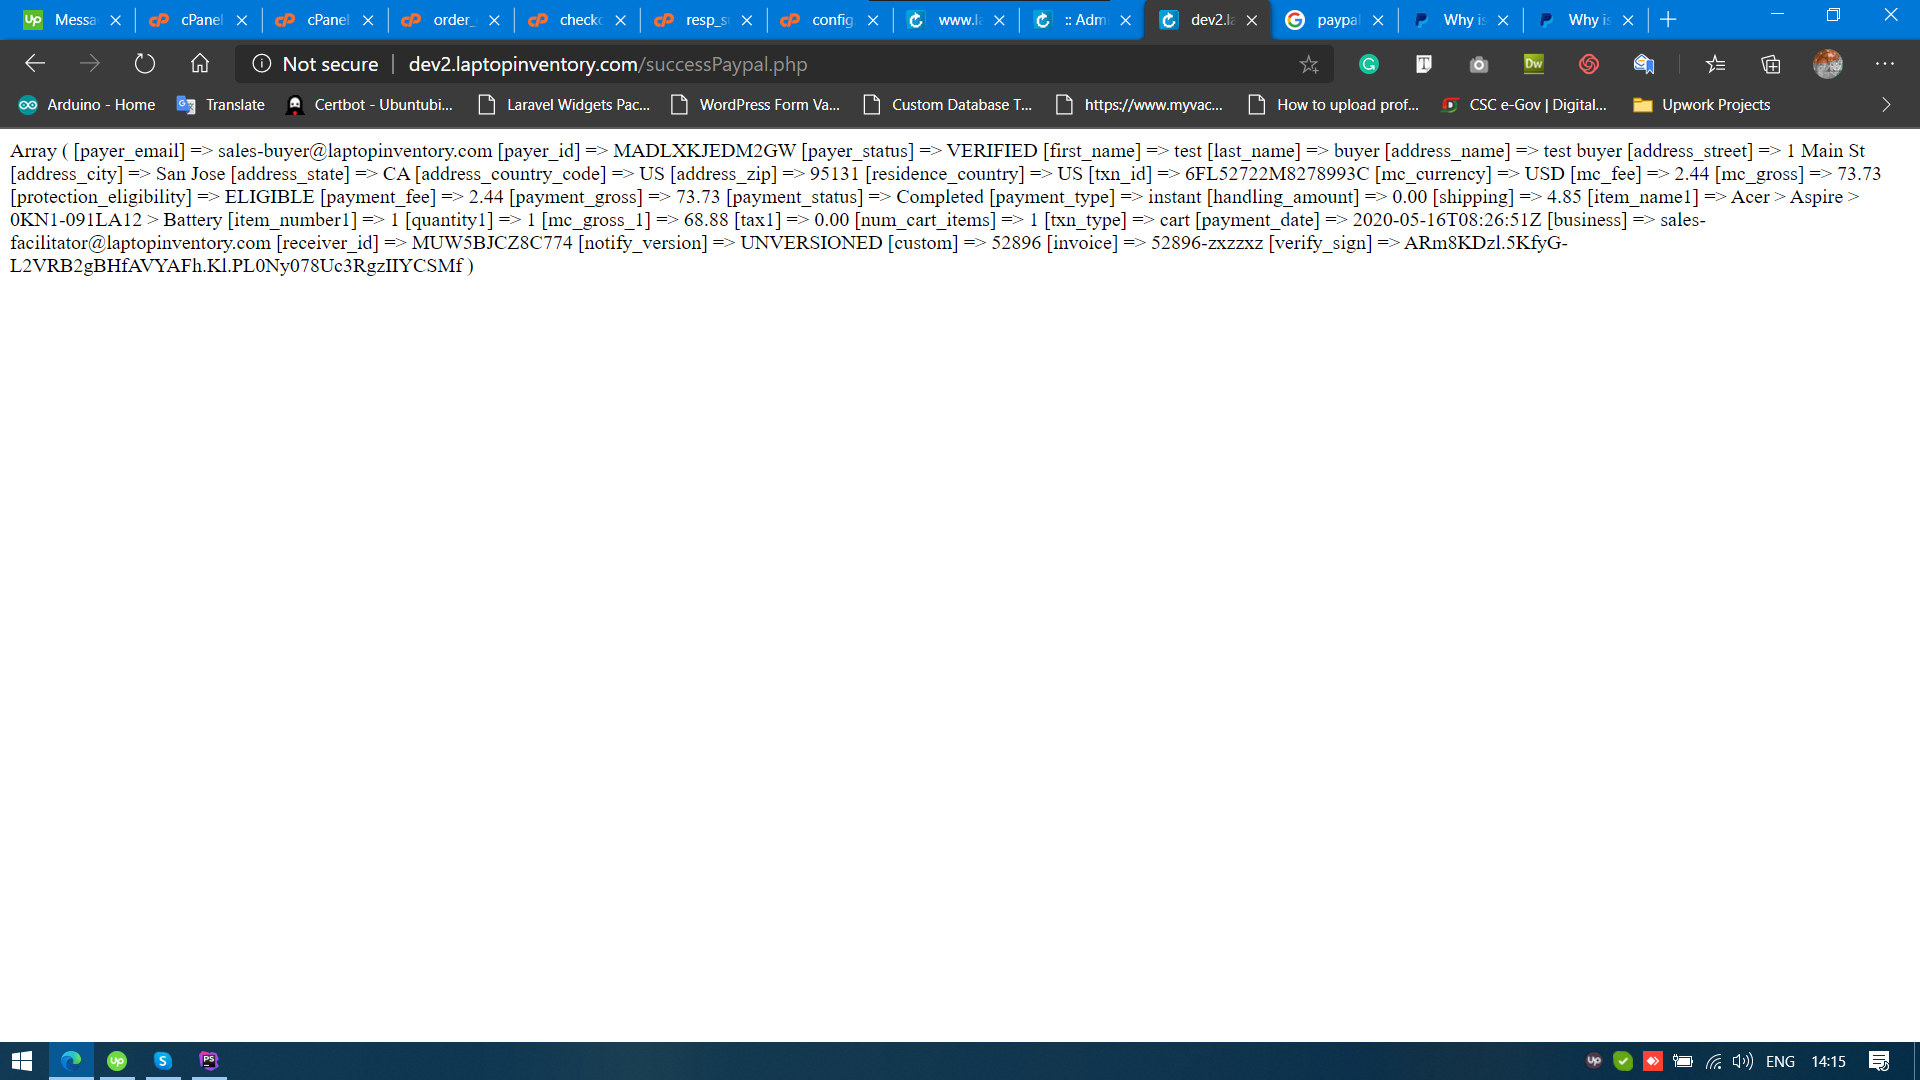 Messa
cPanel
cPanel
order_
checko
resp_su
config.
www.la
:: Adm
dev2.la
paypal
Why is
Why is
Not secure
dev2.laptopinventory.com/successPaypal.php
Arduino - Home
Translate
Certbot - Ubuntubi...
Laravel Widgets Pac...
WordPress Form Va...
Custom Database T...
https://www.myvac...
How to upload prof...
CSC e-Gov | Digital...
Upwork Projects
Array ( [payer_email] => sales-buyer@laptopinventory.com [payer_id] => MADLXKJEDM2GW [payer_status] => VERIFIED [first_name] => test [last_name] => buyer [address_name] => test buyer [address_street] => 1 Main St
[address_city] => San Jose [address_state] => CA [address_country_code] => US [address_zip] => 95131 [residence_country] => US [txn_id] => 6FL52722M8278993C [mc_currency] => USD [mc_fee] => 2.44 [mc_gross] => 73.73
[protection_eligibility] => ELIGIBLE [payment_fee] => 2.44 [payment_gross] => 73.73 [payment_status] => Completed [payment_type] => instant [handling_amount] => 0.00 [shipping] => 4.85 [item_name1] => Acer > Aspire >
0KN1-091LA12 > Battery [item_number1] => 1 [quantity1] => 1 [mc_gross_1] => 68.88 [tax1] => 0.00 [num_cart_items] => 1 [txn_type] => cart [payment_date] => 2020-05-16T08:26:51Z [business] => sales-
facilitator@laptopinventory.com [receiver_id] => MUW5BJCZ8C774 [notify_version] => UNVERSIONED [custom] => 52896 [invoice] => 52896-zxzzxz [verify_sign] => ARm8KDzl.5KfyG-
L2VRB2gBHfAVYAFh.Kl.PL0Ny078Uc3RgzIIYCSMf )
ENG
14:15